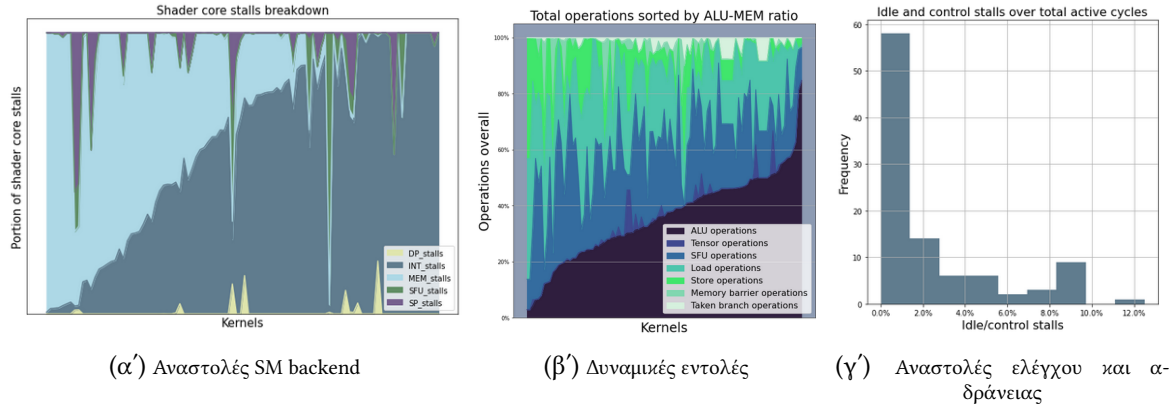 Shader core stalls breakdown
Portion of shader core stalls
DP_stalls
INT_stalls
MEM_stalls
SFU_stalls
SP_stalls
Kernels
(αʹ) Αναστολές SM backend
Total operations sorted by ALU-MEM ratio
Operations overall
100%
80%
60%
40%
20%
0%
ALU operations
Tensor operations
SFU operations
Load operations
Store operations
Memory barrier operations
Taken branch operations
Kernels
(βʹ) Δυναμικές εντολές
Idle and control stalls over total active cycles
Frequency
60
50
40
30
20
10
0
0.0% 2.0% 4.0% 6.0% 8.0% 10.0% 12.0%
Idle/control stalls
(γʹ) Αναστολές ελέγχου και α-
δράνειας